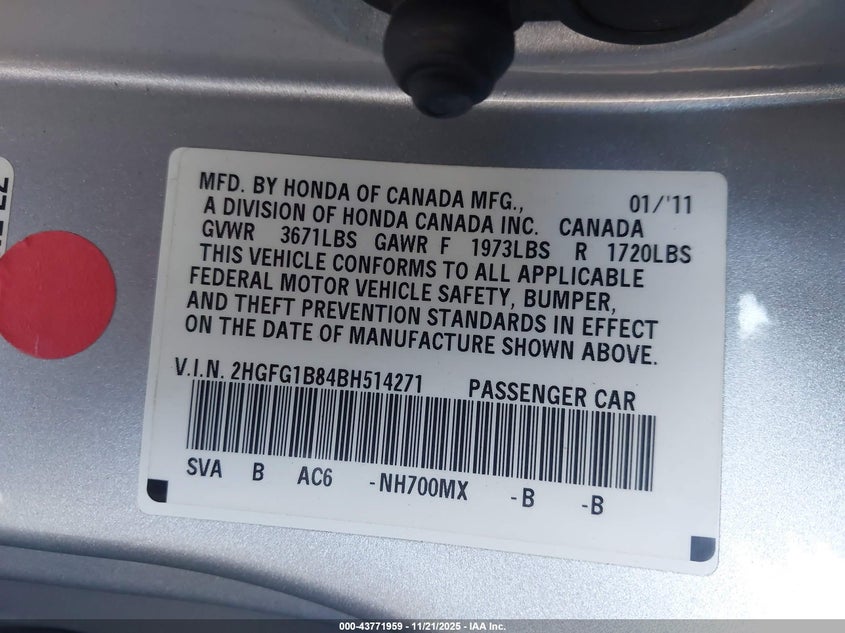 MFD. BY HONDA OF CANADA MFG., 01/'11
A DIVISION OF HONDA CANADA INC. CANADA
GVWR 3671LBS GAWR F 1973LBS R 1720LBS
THIS VEHICLE CONFORMS TO ALL APPLICABLE
FEDERAL MOTOR VEHICLE SAFETY, BUMPER,
AND THEFT PREVENTION STANDARDS IN EFFECT
ON THE DATE OF MANUFACTURE SHOWN ABOVE.
V.I.N. 2HGFG1B84BH514271 PASSENGER CAR
SVA B AC6 -NH700MX -B -B
000-43771959 - 11/21/2025 - IAA Inc.